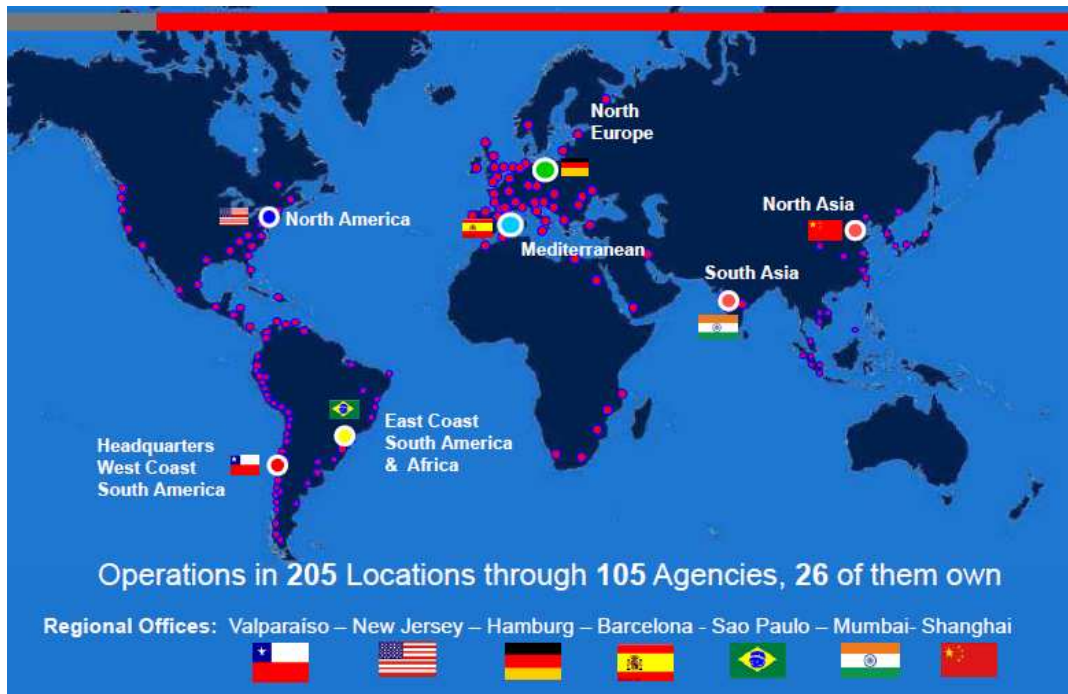 North
Europe
North America
North Asia
Mediterranean
South Asia
East Coast
South America
& Africa
Headquarters
West Coast
South America
Operations in 205 Locations through 105 Agencies, 26 of them own
Regional Offices: Valparaíso – New Jersey – Hamburg – Barcelona - Sao Paulo – Mumbai- Shanghai